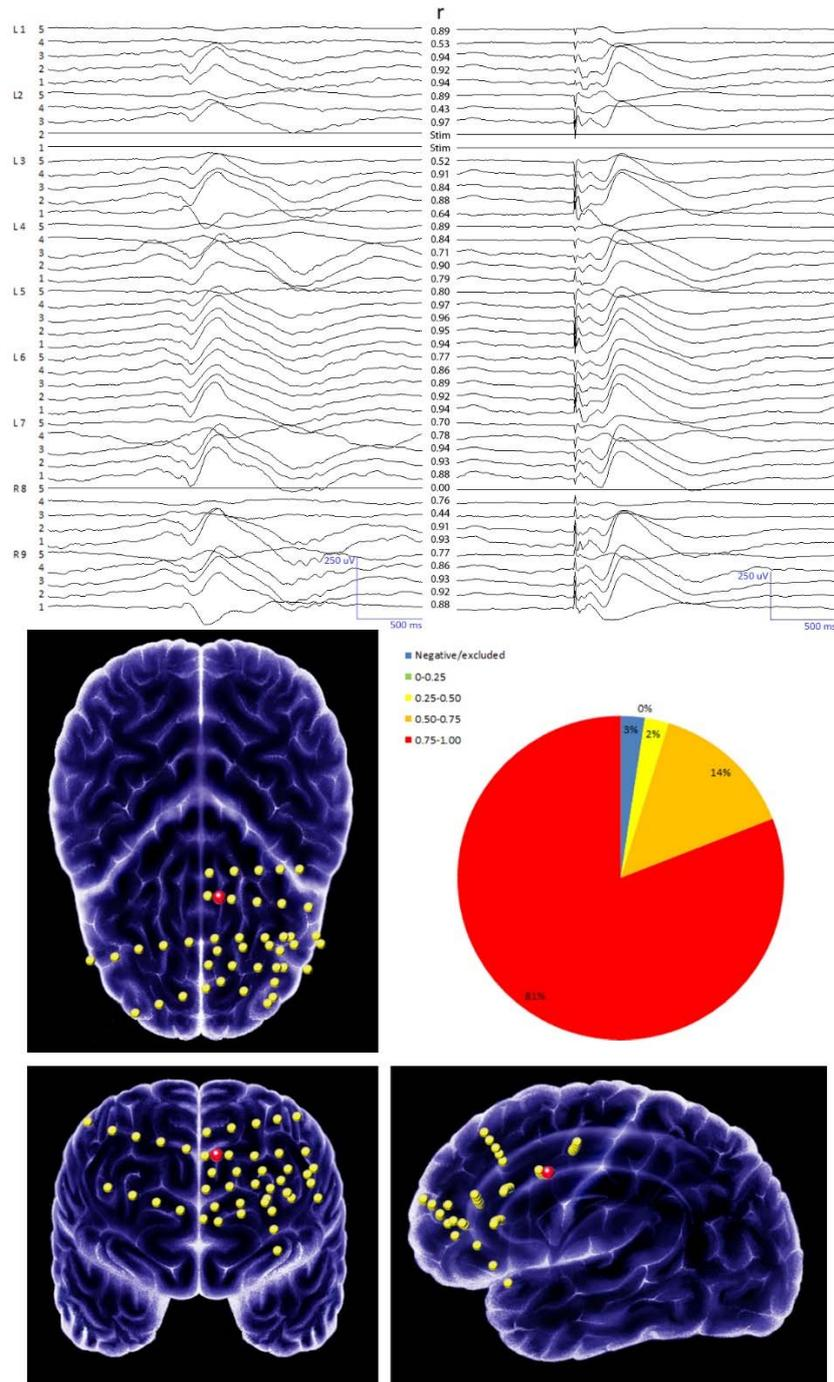 r
L1 5 0.89
4 0.53
3 0.94
2 0.92
1 0.94
L2 5 0.89
4 0.43
3 0.97
2 Stim
1 Stim
L3 5 0.52
4 0.91
3 0.84
2 0.88
1 0.64
L4 5 0.89
4 0.84
3 0.71
2 0.90
1 0.79
L5 5 0.80
4 0.97
3 0.96
2 0.95
1 0.94
L6 5 0.77
4 0.86
3 0.89
2 0.92
1 0.94
L7 5 0.70
4 0.78
3 0.94
2 0.93
1 0.88
R8 5 0.00
4 0.76
3 0.44
2 0.91
1 0.93
R9 5 0.77
4 0.86
3 0.93
2 0.92
1 0.88
250 uV 250 uV
500 ms 500 ms
Negative/excluded
0-0.25
0.25-0.50
0.50-0.75
0.75-1.00
0%
3%
2%
14%
81%